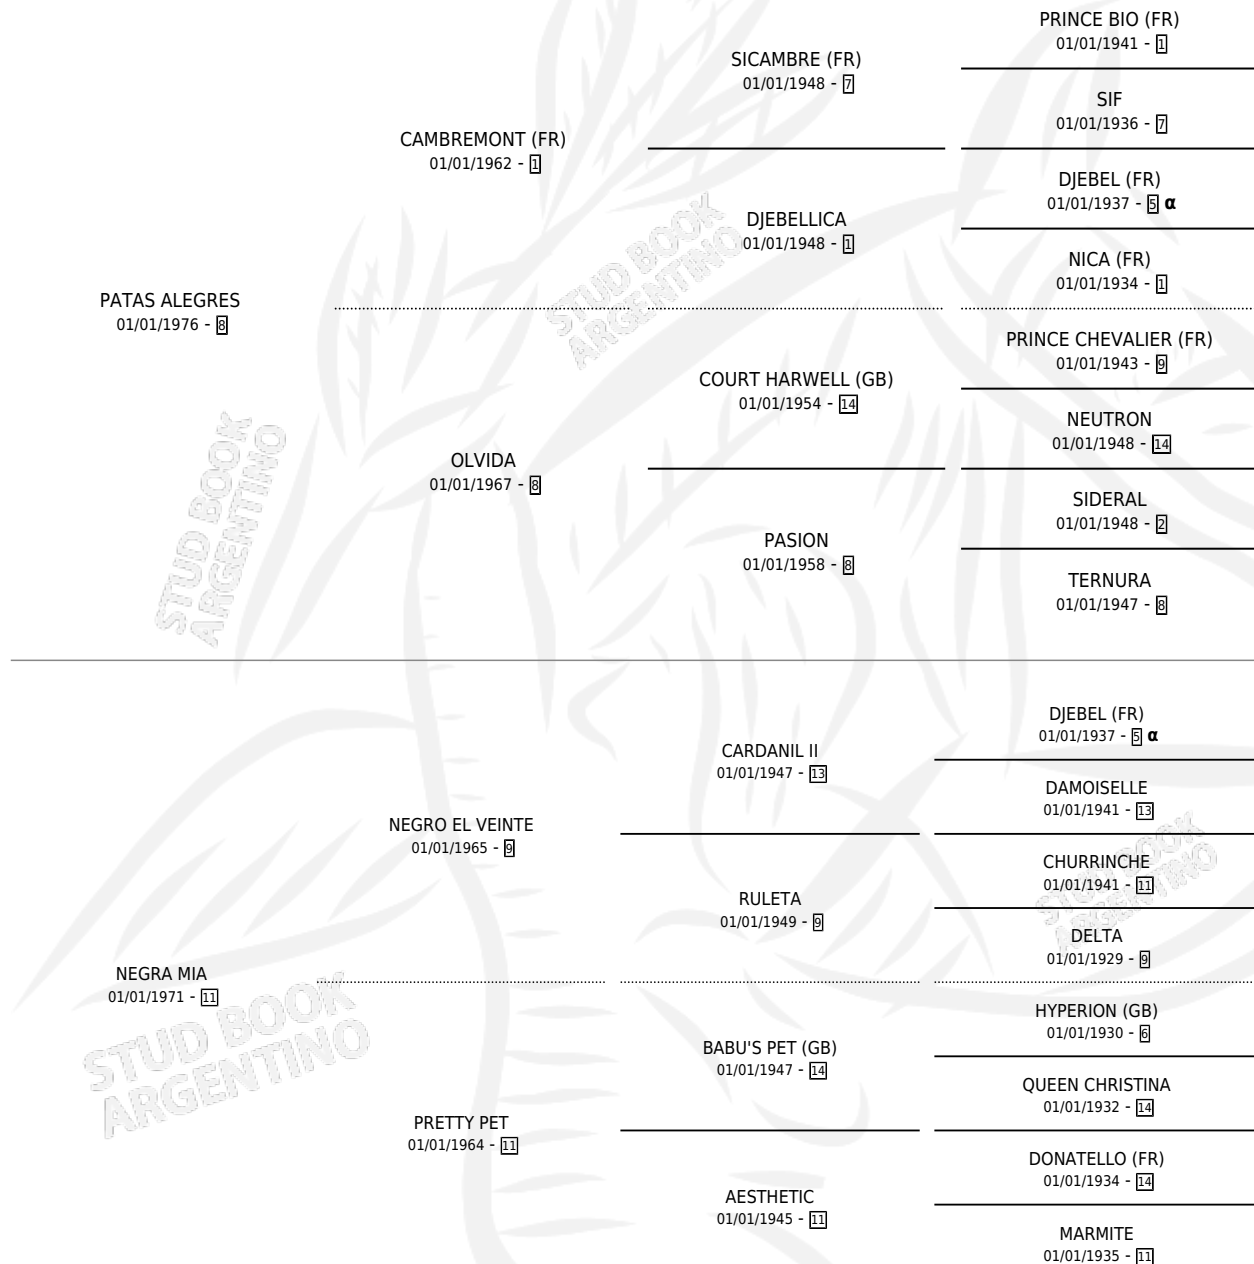 PRINCE BIO (FR)
01/01/1941 - 1
SICAMBRE (FR)
01/01/1948 - 7
SIF
01/01/1936 - 7
CAMBREMONT (FR)
01/01/1962 - 1
DJEBEL (FR)
01/01/1937 - 5 α
DJEBELLICA
01/01/1948 - 1
NICA (FR)
01/01/1934 - 1
PATAS ALEGRES
01/01/1976 - 8
PRINCE CHEVALIER (FR)
01/01/1943 - 9
COURT HARWELL (GB)
01/01/1954 - 14
NEUTRON
01/01/1948 - 14
OLVIDA
01/01/1967 - 8
SIDERAL
01/01/1948 - 2
PASION
01/01/1958 - 8
TERNURA
01/01/1947 - 8
DJEBEL (FR)
01/01/1937 - 5 α
CARDANIL II
01/01/1947 - 13
DAMOISELLE
01/01/1941 - 13
NEGRO EL VEINTE
01/01/1965 - 9
CHURRINCHE
01/01/1941 - 11
RULETA
01/01/1949 - 9
DELTA
01/01/1929 - 9
NEGRA MIA
01/01/1971 - 11
HYPERION (GB)
01/01/1930 - 6
BABU'S PET (GB)
01/01/1947 - 14
QUEEN CHRISTINA
01/01/1932 - 14
PRETTY PET
01/01/1964 - 11
DONATELLO (FR)
01/01/1934 - 14
AESTHETIC
01/01/1945 - 11
MARMITE
01/01/1935 - 11
STUD BOOK
ARGENTINO
STUD BOOK
ARGENTINO
STUD BOOK
ARGENTINO
STUD BOOK
ARGENTINO